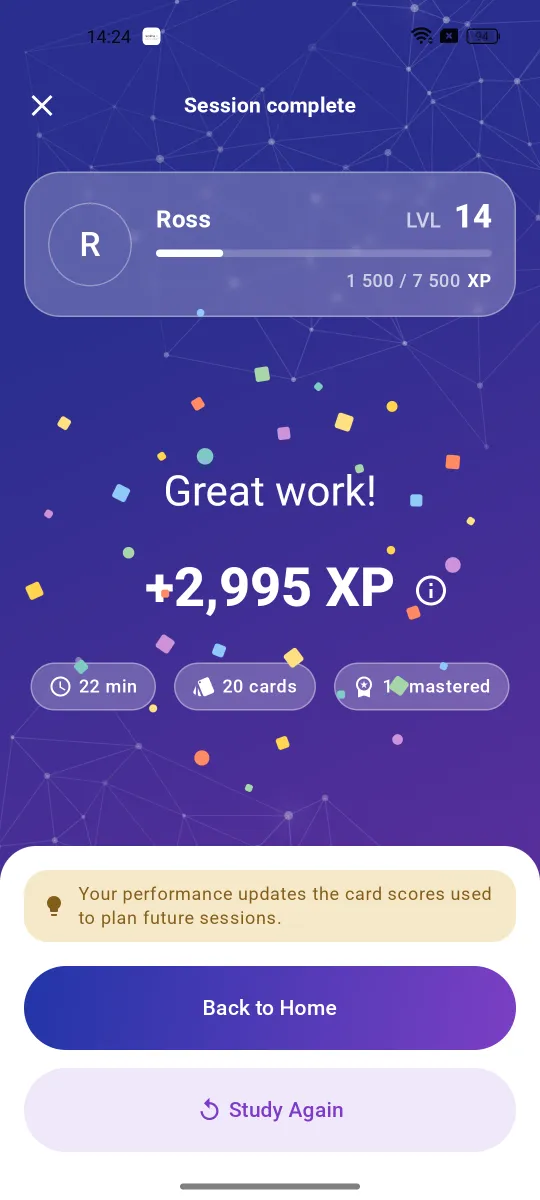 14:24
94
Session complete
R
Ross
LVL 14
1 500 / 7 500 XP
Great work!
+2,995 XP
22 min
20 cards
mastered
Your performance updates the card scores used
to plan future sessions.
Back to Home
Study Again